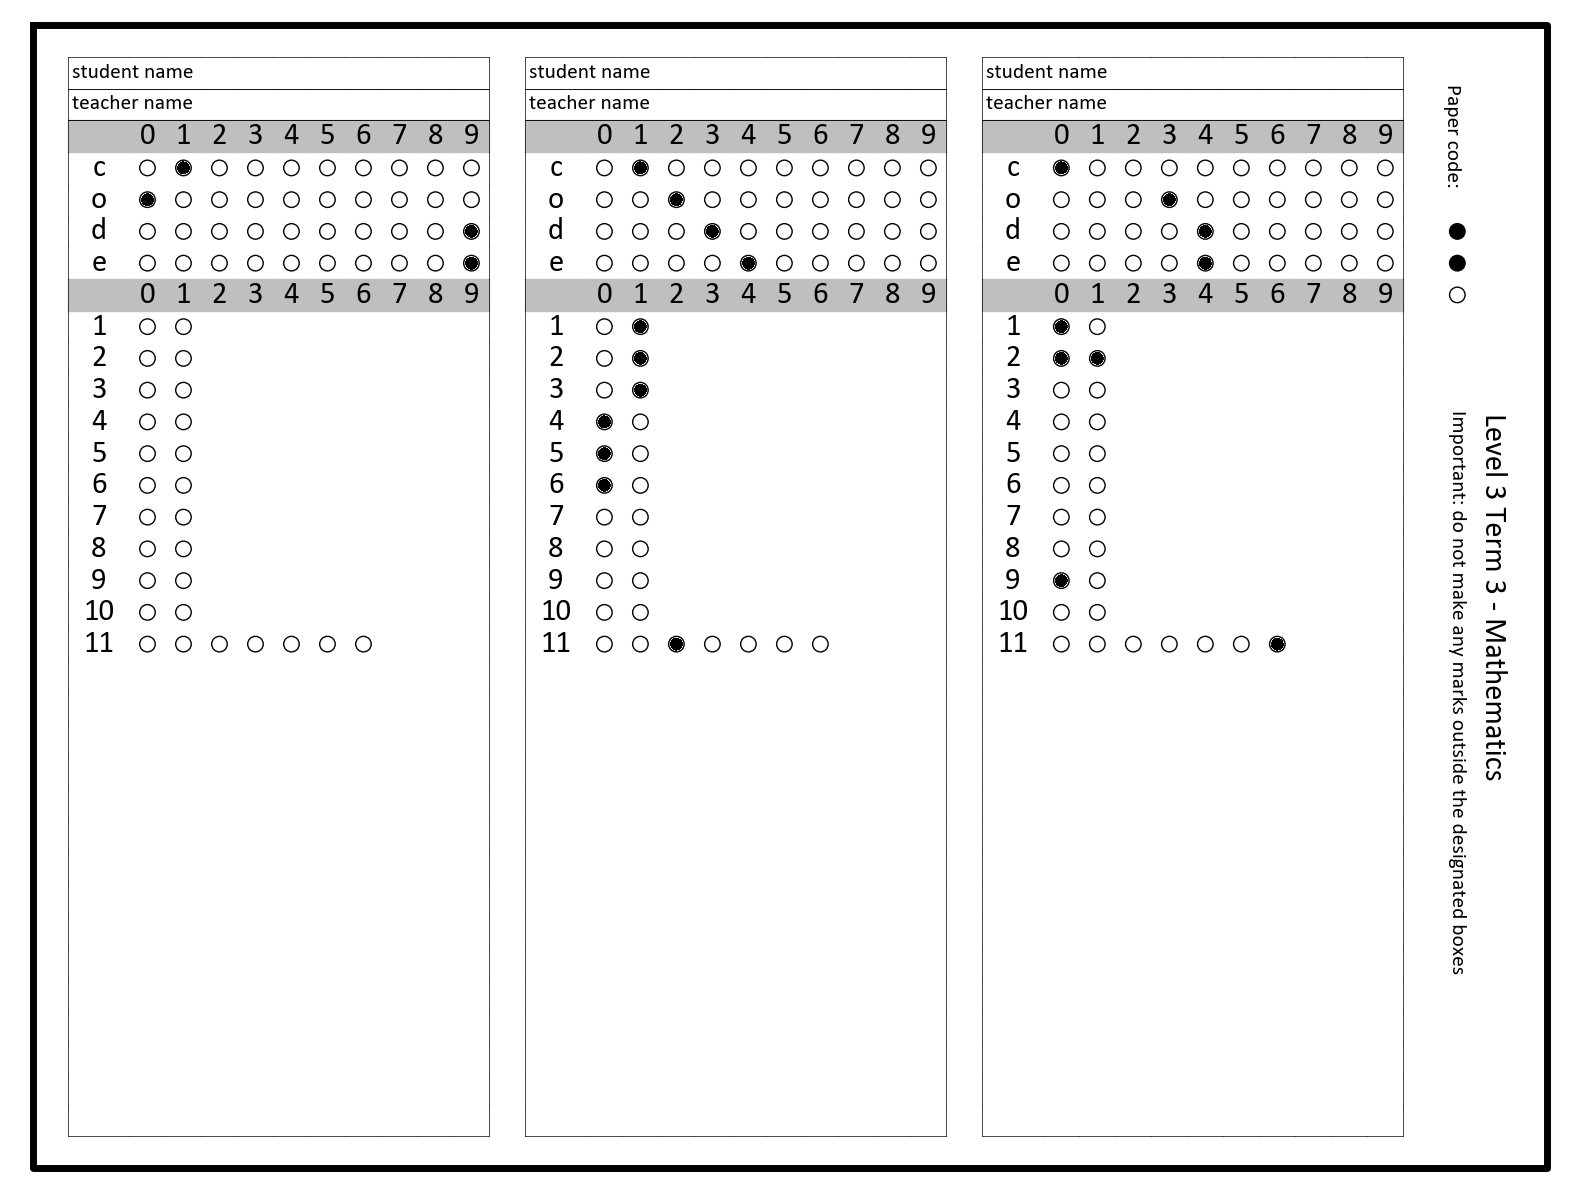 student name
teacher name
0 1 2 3 4 5 6 7 8 9
c
o
d
e
0 1 2 3 4 5 6 7 8 9
1
2
3
4
5
6
7
8
9
10
11
student name
teacher name
0 1 2 3 4 5 6 7 8 9
c
o
d
e
0 1 2 3 4 5 6 7 8 9
1
2
3
4
5
6
7
8
9
10
11
student name
teacher name
0 1 2 3 4 5 6 7 8 9
c
o
d
e
0 1 2 3 4 5 6 7 8 9
1
2
3
4
5
6
7
8
9
10
11
Level 3 Term 3 - Mathematics
Paper code:
Important: do not make any marks outside the designated boxes